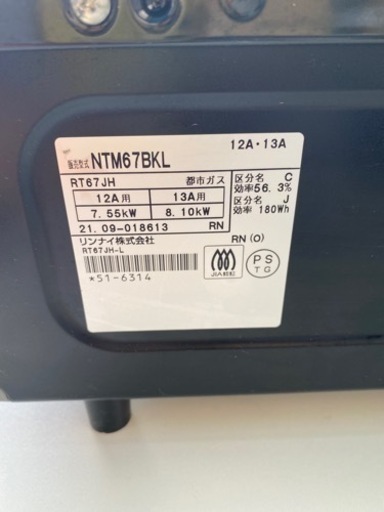 12A・13A
販売型式 NTM67BKL
RT67JH 都市ガス
12A用 13A用
7.55kW 8.10kW
区分名 C
効率56.3%
区分名 J
効率 180Wh
21.09-018613 RN
リンナイ株式会社
RT67JH-L
RN(O)
*51-6314
JIA認証
PS
TG